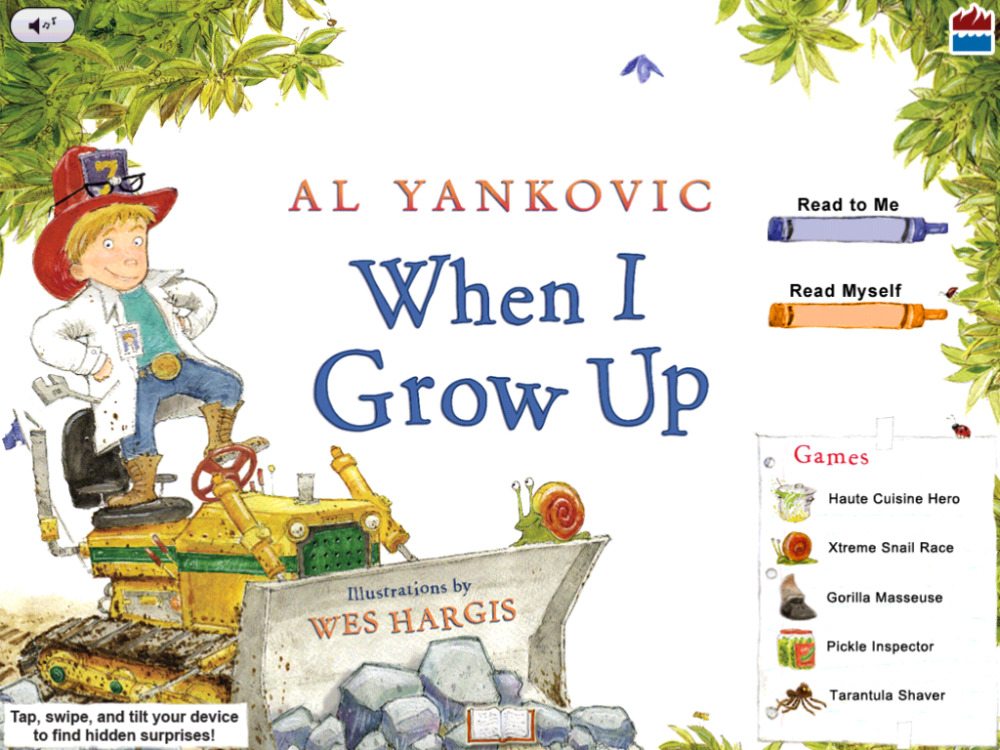 7
AL YANKOVIC
When I
Grow Up
Illustrations by
WES HARGIS
Read to Me
Read Myself
Games
Haute Cuisine Hero
Xtreme Snail Race
Gorilla Masseuse
Pickle Inspector
Tarantula Shaver
Tap, swipe, and tilt your device
to find hidden surprises!